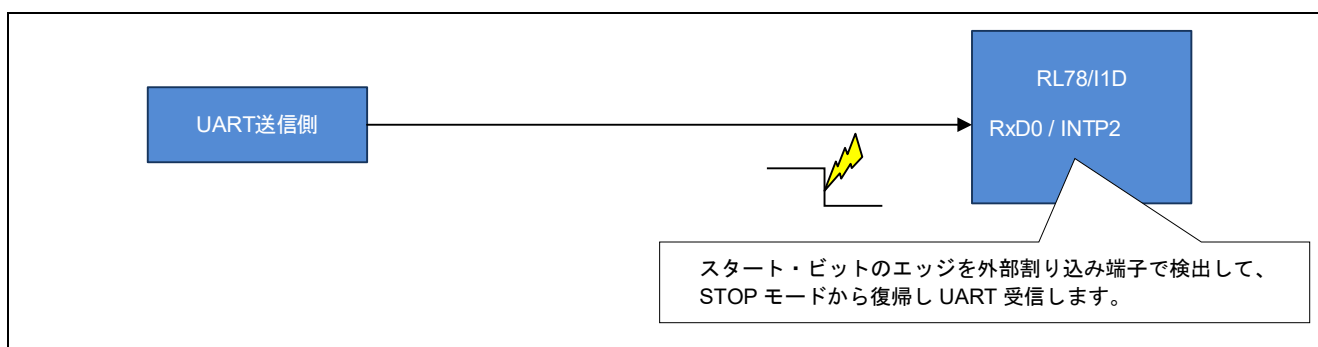 RL78/I1D
UART送信側
RxD0 / INTP2
スタート・ビットのエッジを外部割り込み端子で検出して、
STOP モードから復帰し UART 受信します。